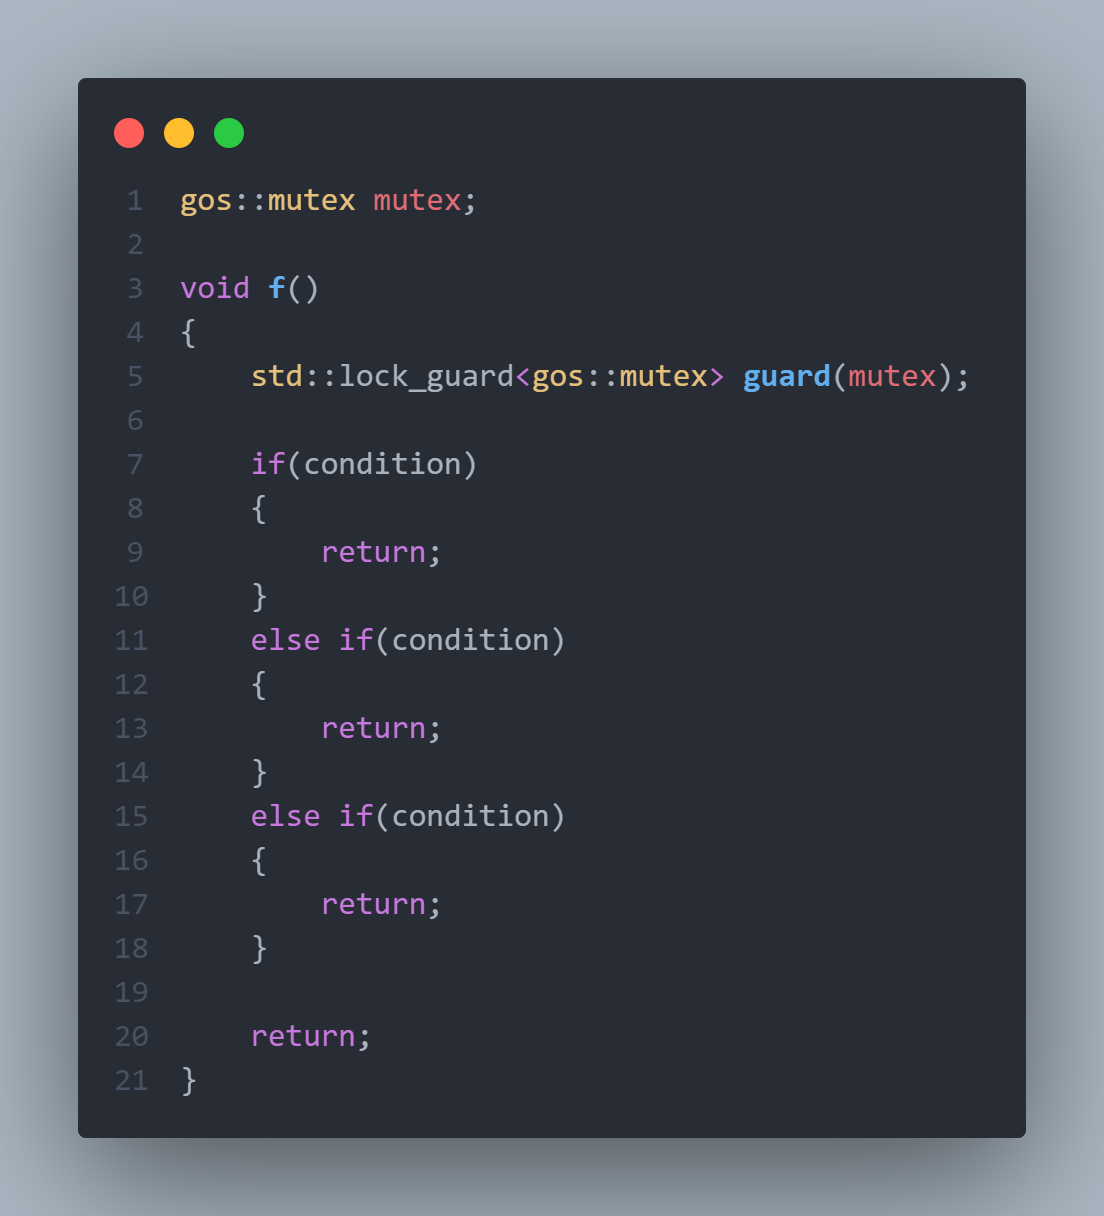 1 gos::mutex mutex;
2
3 void f()
4 {
5     std::lock_guard<gos::mutex> guard(mutex);
6
7     if(condition)
8     {
9         return;
10     }
11     else if(condition)
12     {
13         return;
14     }
15     else if(condition)
16     {
17         return;
18     }
19
20     return;
21 }